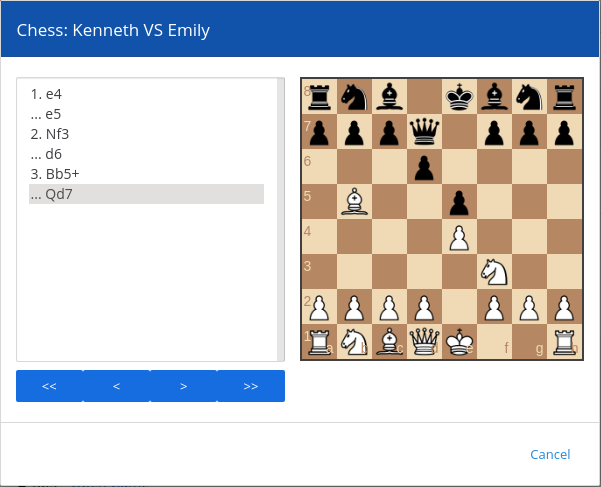 Chess: Kenneth VS Emily
1. e4
... e5
2. Nf3
... d6
3. Bb5+
... Qd7
<< < > >>
8
7
6
5
4
3
2
1 a b c d e f g h
Cancel